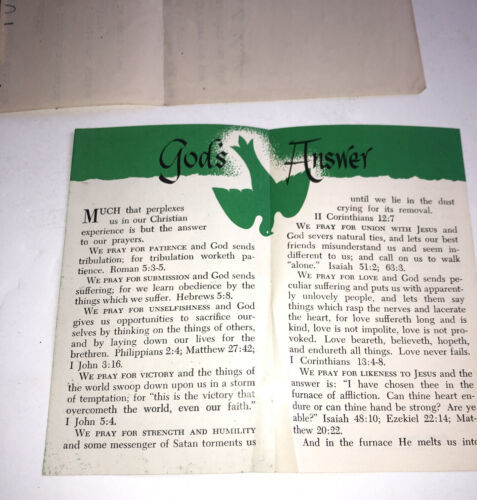 God's Answer
MUCH that perplexes
us in our Christian
experience is but the answer
to our prayers.
WE PRAY FOR PATIENCE and God sends
tribulation; for tribulation worketh pa-
tience. Roman 5:3-5.
WE PRAY FOR SUBMISSION and God sends
suffering; for we learn obedience by the
things which we suffer. Hebrews 5:8.
WE PRAY FOR UNSELFISHNESS and God
gives us opportunities to sacrifice our-
selves by thinking on the things of others,
and by laying down our lives for the
brethren. Philippians 2:4; Matthew 27:42;
I John 3:16.
WE PRAY FOR VICTORY and the things of
the world swoop down upon us in a storm
of temptation; for "this is the victory that
overcometh the world, even our faith."
I John 5:4.
WE PRAY FOR STRENGTH AND HUMILITY
and some messenger of Satan torments us
until we lie in the dust
crying for its removal.
II Corinthians 12:7
WE PRAY FOR UNION WITH JESUS and
God severs natural ties, and lets our best
friends misunderstand us and seem in-
different to us; and call on us to walk
"alone." Isaiah 51:2; 63:3.
WE PRAY FOR LOVE and God sends pe-
culiar suffering and puts us with apparent-
ly unlovely people, and lets them say
things which rasp the nerves and lacerate
the heart, for love suffereth long and is
kind, love is not impolite, love is not pro-
voked. Love beareth, believeth, hopeth,
and endureth all things. Love never fails.
I Corinthians 13:4-8.
WE PRAY FOR LIKENESS TO JESUS and the
answer is: "I have chosen thee in the
furnace of affliction. Can thine heart en-
dure or can thine hand be strong? Are ye
able?" Isaiah 48:10; Ezekiel 22:14; Mat-
thew 20:22.
And in the furnace He melts us into